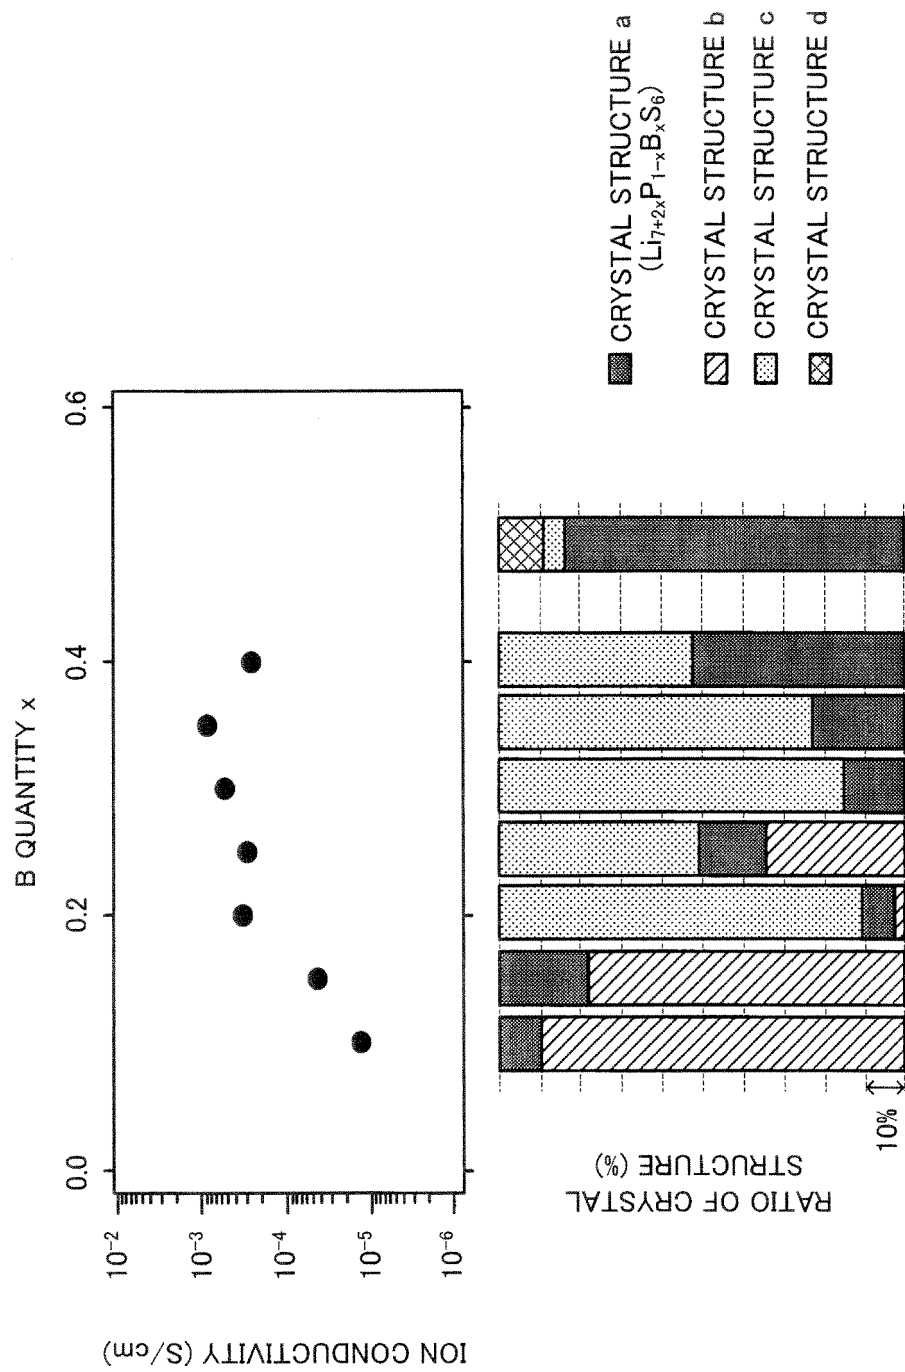 B QUANTITY x
0.0
0.2
0.4
0.6
ION CONDUCTIVITY (S/cm)
10⁻²
10⁻³
10⁻⁴
10⁻⁵
10⁻⁶
RATIO OF CRYSTAL
STRUCTURE (%)
10%
CRYSTAL STRUCTURE a
(Li₇₊₂ₓP₁₋ₓBₓS₆)
CRYSTAL STRUCTURE b
CRYSTAL STRUCTURE c
CRYSTAL STRUCTURE d